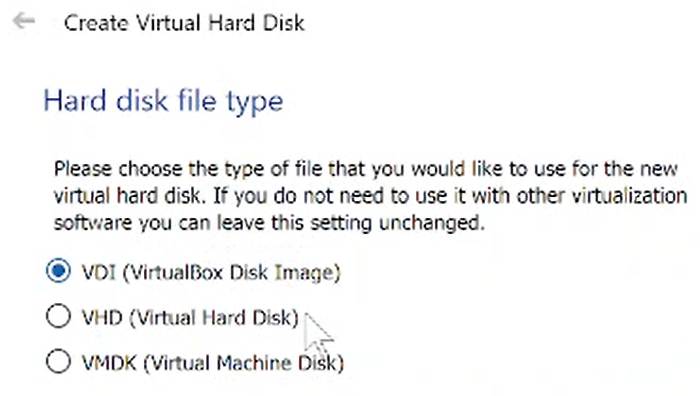 Create Virtual Hard Disk
Hard disk file type
Please choose the type of file that you would like to use for the new
virtual hard disk. If you do not need to use it with other virtualization
software you can leave this setting unchanged.
VDI (VirtualBox Disk Image)
VHD (Virtual Hard Disk)
VMDK (Virtual Machine Disk)